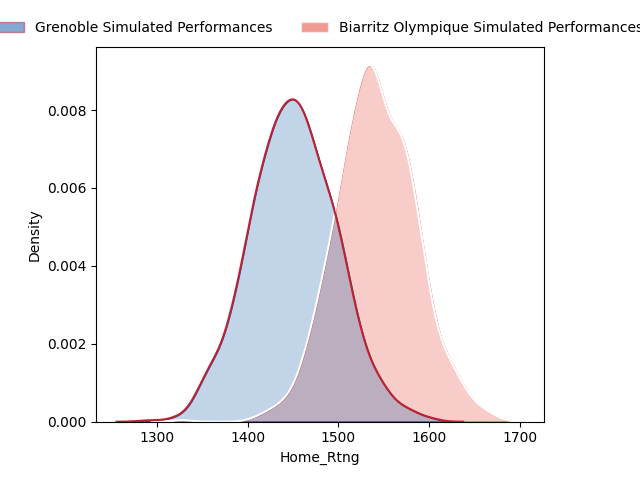 Grenoble Simulated Performances Biarritz Olympique Simulated Performances
0.008
0.006
0.004
0.002
0.000
Density
1300 1400 1500 1600 1700
Home_Rtng